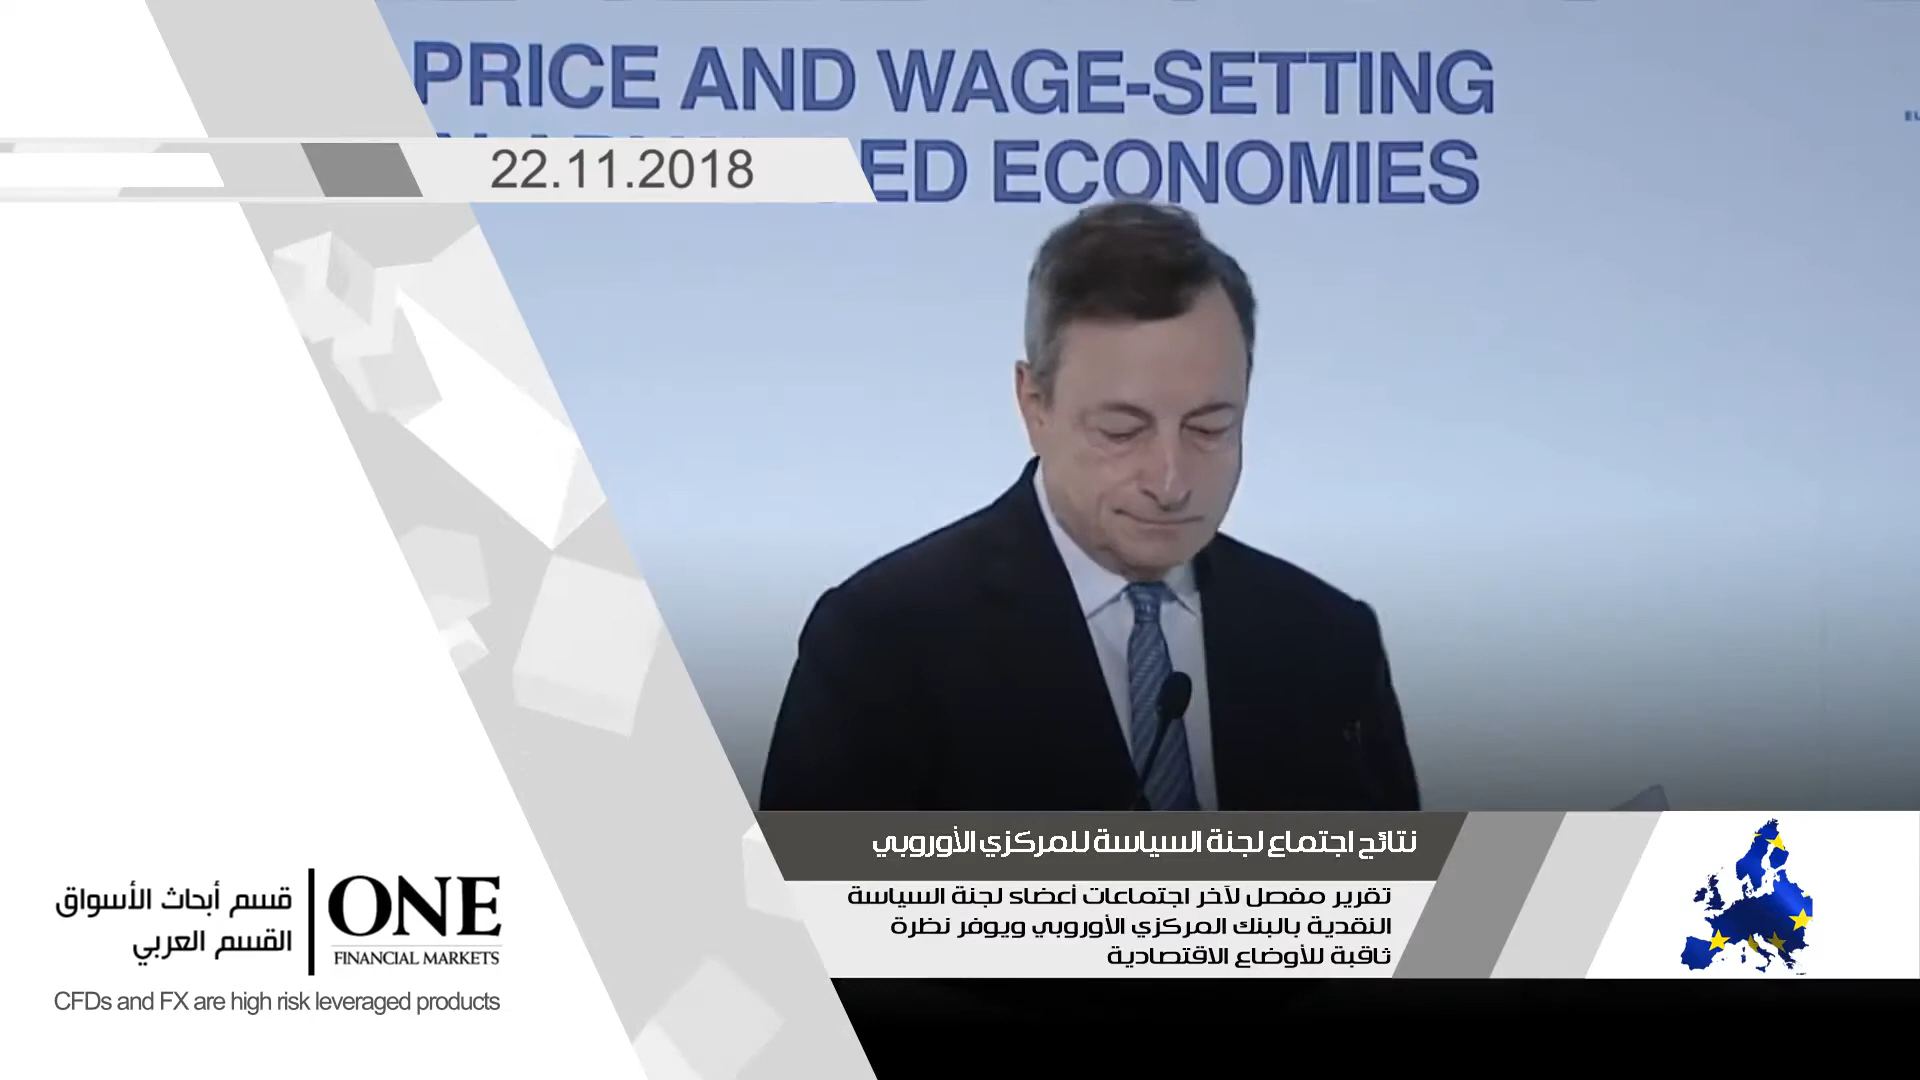 PRICE AND WAGE-SETTING
ED ECONOMIES
22.11.2018
نتائج اجتماع لجنة السياسة للمركزي الأوروبي
تقرير مفصل لآخر اجتماعات أعضاء لجنة السياسة
النقدية بالبنك المركزي الأوروبي ويوفر نظرة
ثاقبة للأوضاع الاقتصادية
قسم أبحاث الأسواق
القسم العربي
ONE
FINANCIAL MARKETS
CFDs and FX are high risk leveraged products